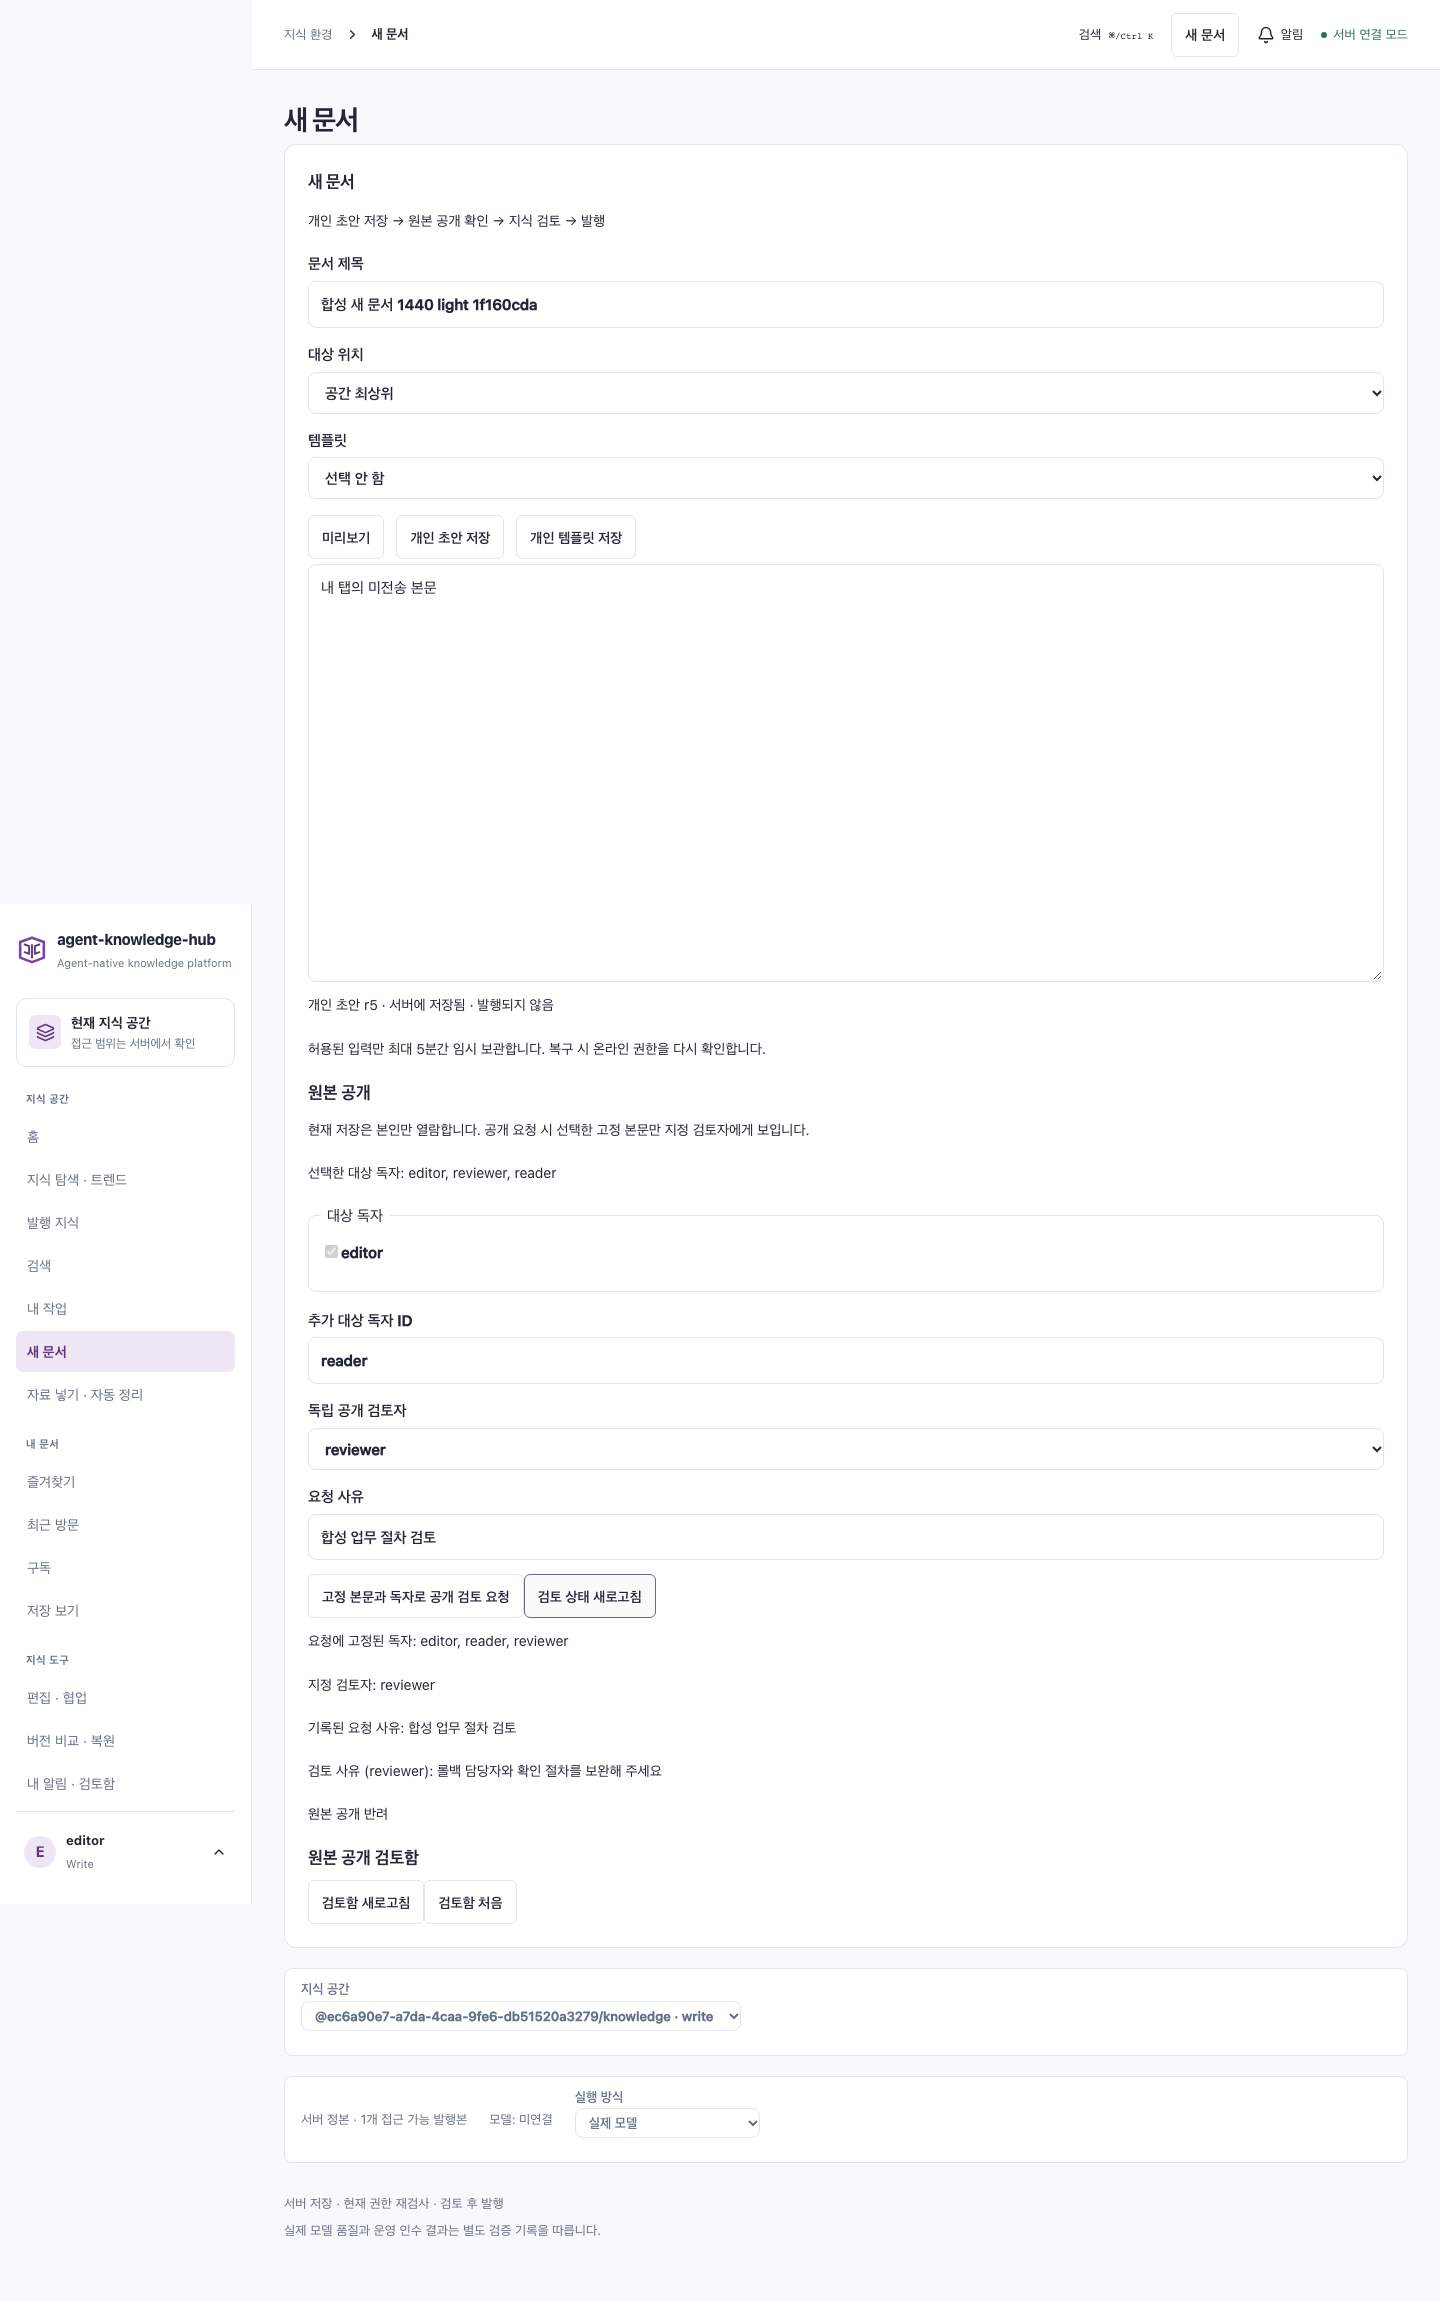 지식 환경
새 문서
검색 ⌘/Ctrl K
새 문서
알림
서버 연결 모드
새 문서
새 문서
개인 초안 저장 → 원본 공개 확인 → 지식 검토 → 발행
문서 제목
합성 새 문서 1440 light 1f160cda
대상 위치
공간 최상위
템플릿
선택 안 함
미리보기
개인 초안 저장
개인 템플릿 저장
내 탭의 미전송 본문
개인 초안 r5 · 서버에 저장됨 · 발행되지 않음
허용된 입력만 최대 5분간 임시 보관합니다. 복구 시 온라인 권한을 다시 확인합니다.
원본 공개
현재 저장은 본인만 열람합니다. 공개 요청 시 선택한 고정 본문만 지정 검토자에게 보입니다.
선택한 대상 독자: editor, reviewer, reader
대상 독자
editor
추가 대상 독자 ID
reader
독립 공개 검토자
reviewer
요청 사유
합성 업무 절차 검토
고정 본문과 독자로 공개 검토 요청
검토 상태 새로고침
요청에 고정된 독자: editor, reader, reviewer
지정 검토자: reviewer
기록된 요청 사유: 합성 업무 절차 검토
검토 사유 (reviewer): 롤백 담당자와 확인 절차를 보완해 주세요
원본 공개 반려
원본 공개 검토함
검토함 새로고침
검토함 처음
지식 공간
@ec6a90e7-a7da-4caa-9fe6-db51520a3279/knowledge · write
서버 정본 · 1개 접근 가능 발행본
모델: 미연결
실행 방식
실제 모델
서버 저장 · 현재 권한 재검사 · 검토 후 발행
실제 모델 품질과 운영 인수 결과는 별도 검증 기록을 따릅니다.
agent-knowledge-hub
Agent-native knowledge platform
현재 지식 공간
접근 범위는 서버에서 확인
지식 공간
홈
지식 탐색 · 트렌드
발행 지식
검색
내 작업
새 문서
자료 넣기 · 자동 정리
내 문서
즐겨찾기
최근 방문
구독
저장 보기
지식 도구
편집 · 협업
버전 비교 · 복원
내 알림 · 검토함
E
editor
Write